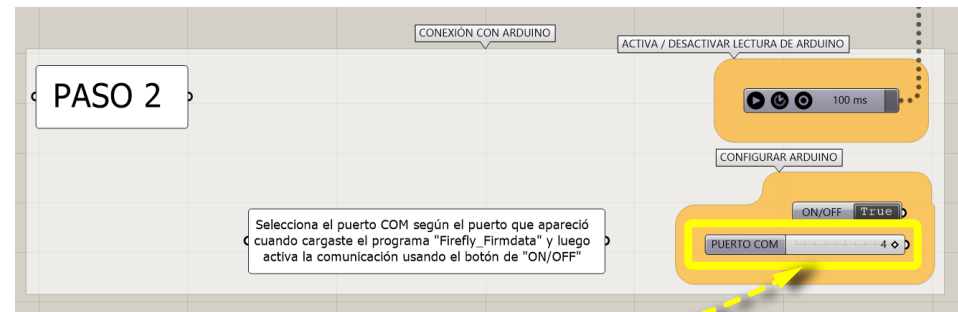 CONEXIÓN CON ARDUINO
ACTIVA / DESACTIVAR LECTURA DE ARDUINO
PASO 2
100 ms
CONFIGURAR ARDUINO
ON/OFF True
Selecciona el puerto COM según el puerto que apareció
cuando cargaste el programa "Firefly_Firmdata" y luego
activa la comunicación usando el botón de "ON/OFF"
PUERTO COM 4